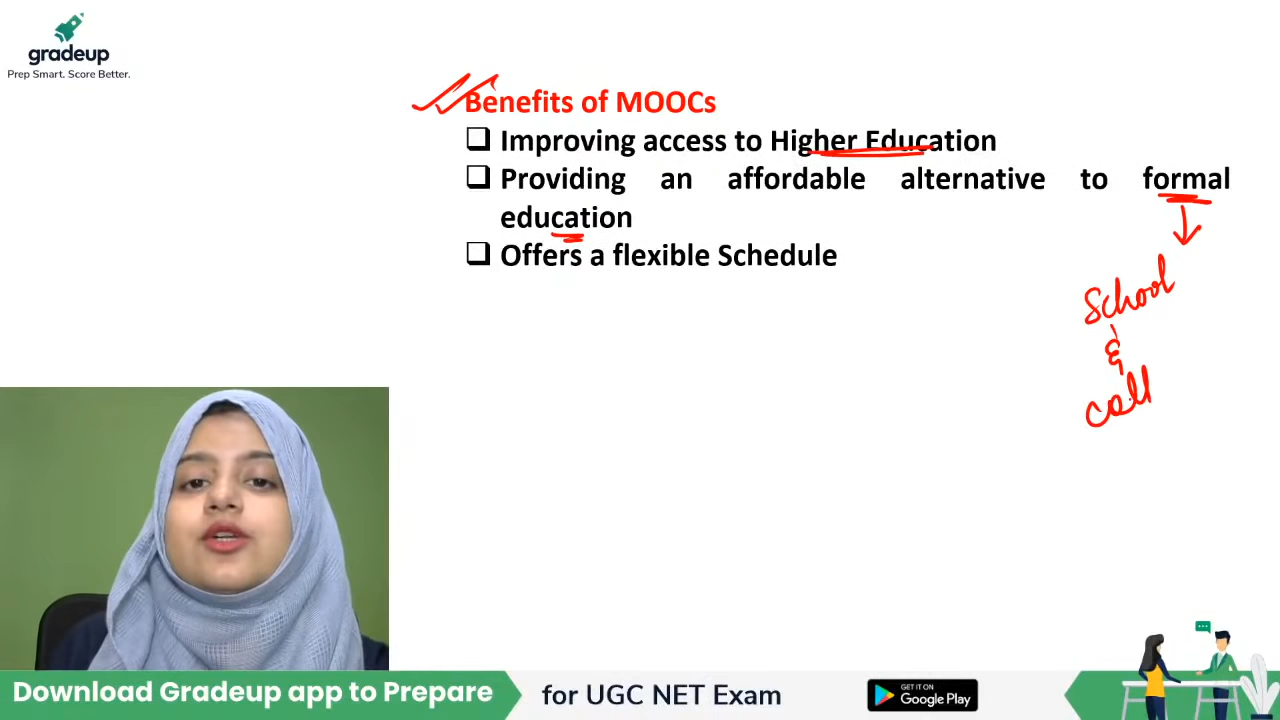 gradeup
Prep Smart. Score Better.
Benefits of MOOCs
Improving access to Higher Education
Providing an affordable alternative to formal
education
Offers a flexible Schedule
School
&
Download Gradeup app to Prepare
for UGC NET Exam
GET IT ON
Google Play